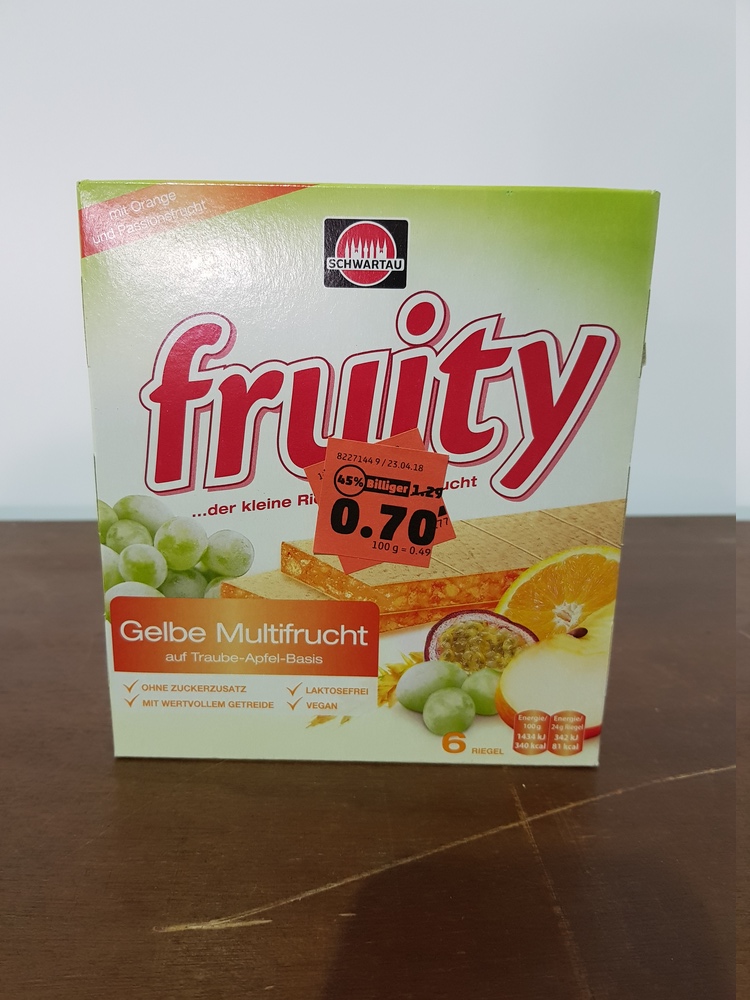 mit Orange
und Passionsfrucht
SCHWARTAU
fruity
8227144 9 / 23.04.18
45% Billiger 1.29
0.70
100 g = 0.49
...der kleine
Gelbe Multifrucht
auf Traube-Apfel-Basis
OHNE ZUCKERZUSATZ
LAKTOSEFREI
MIT WERTVOLLEM GETREIDE
VEGAN
6 RIEGEL
Energie/
100g
1434 kJ
340 kcal
Energie/
24g Riegel
342 kJ
81 kcal